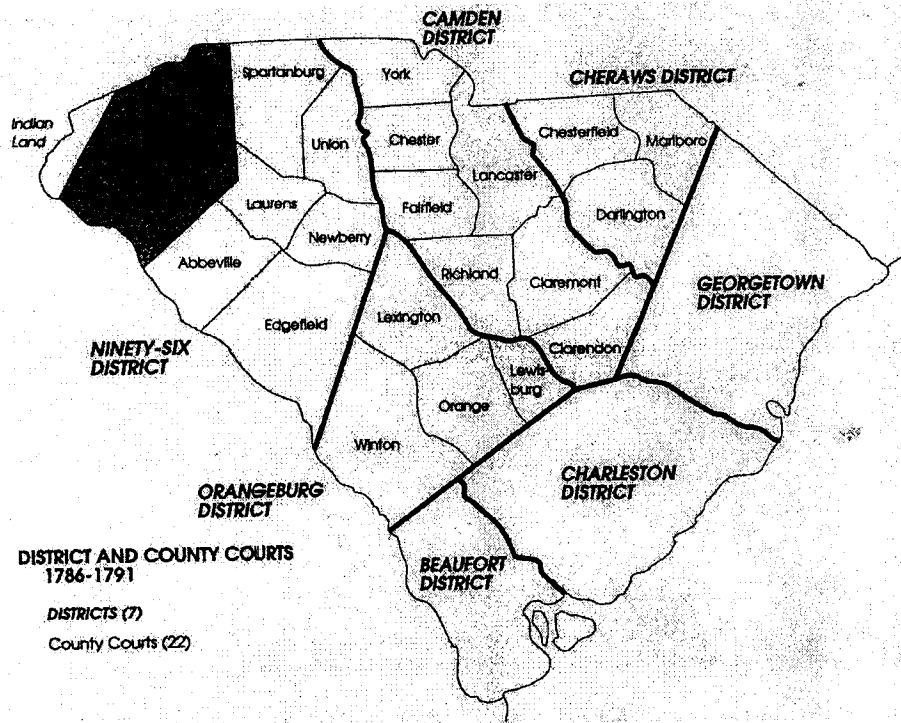 CAMDEN
DISTRICT
Spartanburg
York
CHERAWS DISTRICT
Indian
Land
Union
Chester
Chesterfield
Marlboro
Lancaster
Laurens
Fairfield
Darlington
Newberry
Abbeville
Richland
Claremont
GEORGETOWN
DISTRICT
Edgefield
Lexington
NINETY-SIX
DISTRICT
Clarendon
Lewis-
burg
Orange
Winton
CHARLESTON
DISTRICT
ORANGEBURG
DISTRICT
BEAUFORT
DISTRICT
DISTRICT AND COUNTY COURTS
1786-1791
DISTRICTS (7)
County Courts (22)